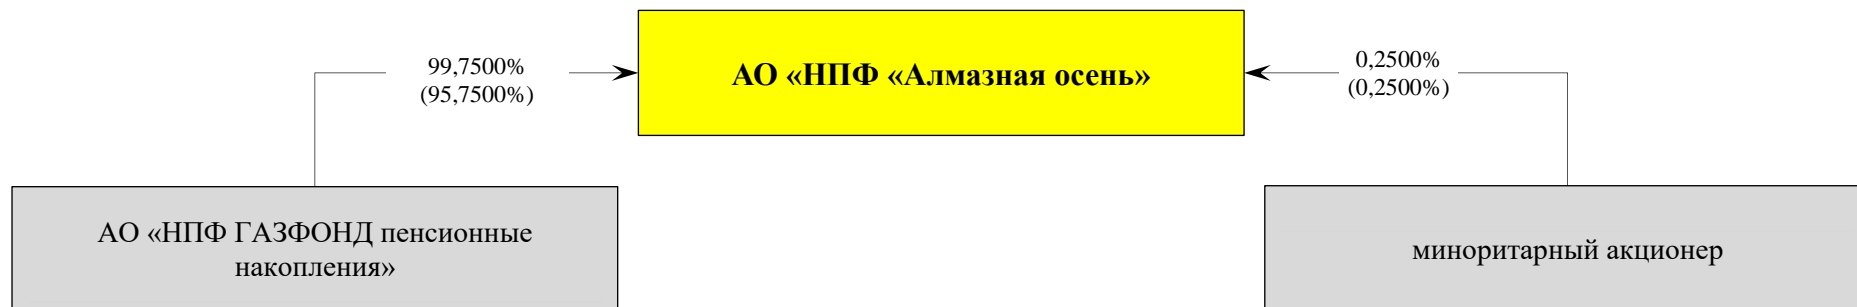 99,7500%
(95,7500%)
АО «НПФ «Алмазная осень»
0,2500%
(0,2500%)
АО «НПФ ГАЗФОНД пенсионные
накопления»
миноритарный акционер